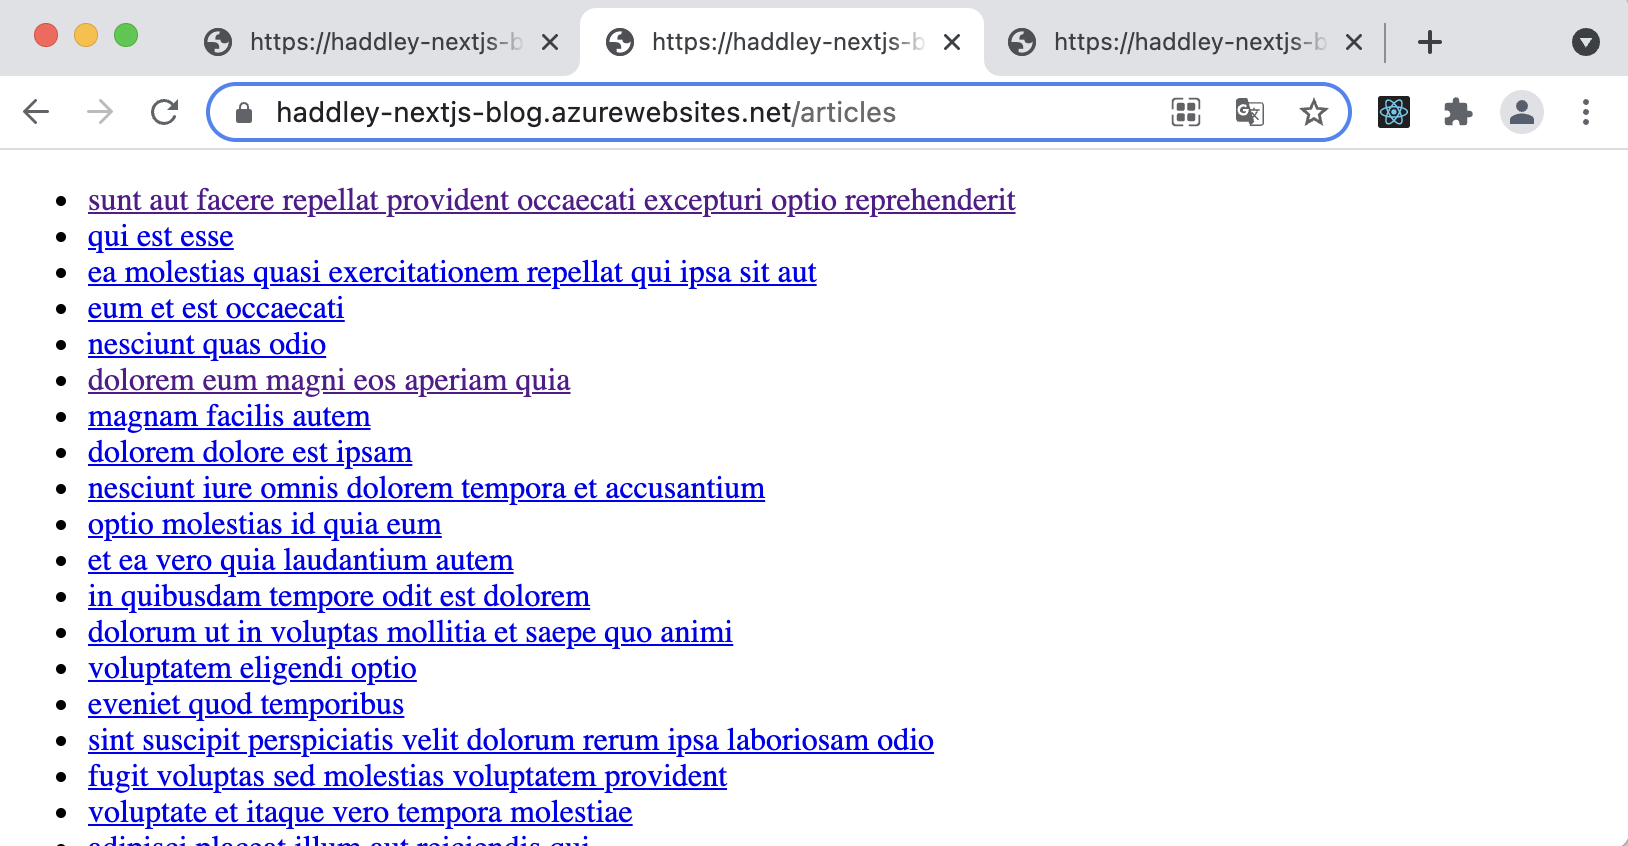 https://haddley-nextjs-b
https://haddley-nextjs-b
https://haddley-nextjs-b
haddley-nextjs-blog.azurewebsites.net/articles
sunt aut facere repellat provident occaecati excepturi optio reprehenderit
qui est esse
ea molestias quasi exercitationem repellat qui ipsa sit aut
eum et est occaecati
nesciunt quas odio
dolorem eum magni eos aperiam quia
magnam facilis autem
dolorem dolore est ipsam
nesciunt iure omnis dolorem tempora et accusantium
optio molestias id quia eum
et ea vero quia laudantium autem
in quibusdam tempore odit est dolorem
dolorum ut in voluptas mollitia et saepe quo animi
voluptatem eligendi optio
eveniet quod temporibus
sint suscipit perspiciatis velit dolorum rerum ipsa laboriosam odio
fugit voluptas sed molestias voluptatem provident
voluptate et itaque vero tempora molestiae
adipisci placeat illum aut reiciendis qui